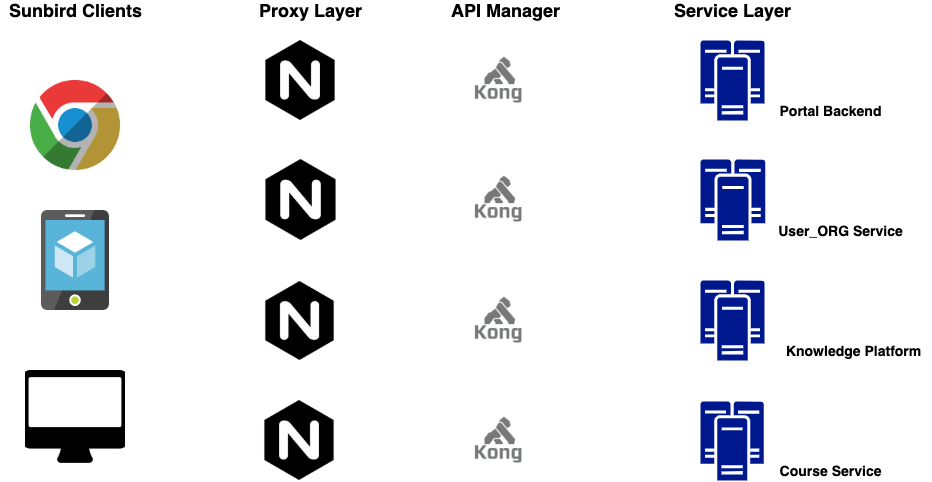 Sunbird Clients Proxy Layer API Manager Service Layer
N Kong
Portal Backend
N Kong
User_ORG Service
N Kong
Knowledge Platform
N Kong
Course Service